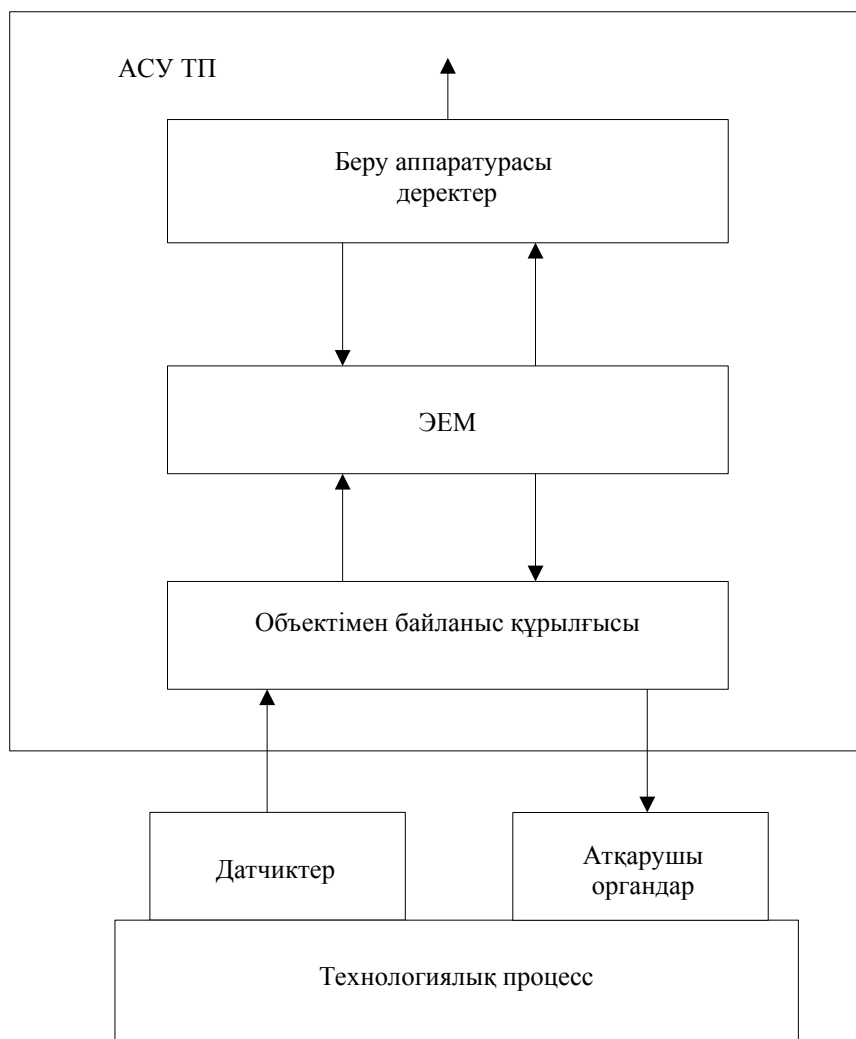 АСУ ТП
Беру аппаратурасы
деректер
ЭЕМ
Объектімен байланыс құрылғысы
Датчиктер
Атқарушы
органдар
Технологиялық процесс